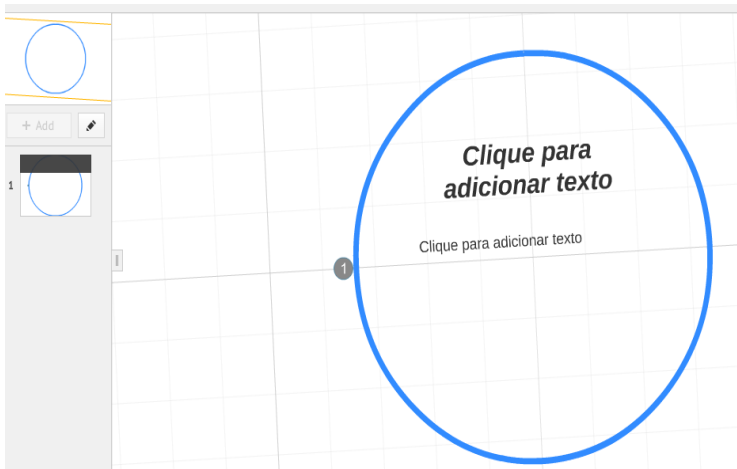 + Add
1
Clique para
adicionar texto
Clique para adicionar texto
1